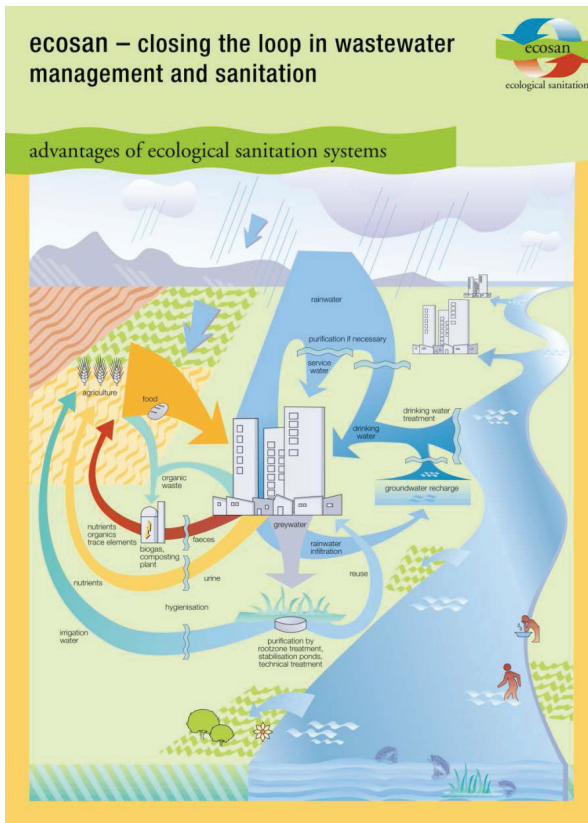 ecosan – closing the loop in wastewater
management and sanitation
ecosan
ecological sanitation
advantages of ecological sanitation systems
rainwater
purification if necessary
service
water
agriculture
food
drinking water
treatment
drinking
water
organic
waste
groundwater recharge
greywater
nutrients
organics
trace elements
biogas,
composting
plant
faeces
rainwater
infiltration
nutrients
urine
reuse
hygienisation
irrigation
water
purification by
rootzone treatment,
stabilisation ponds,
technical treatment